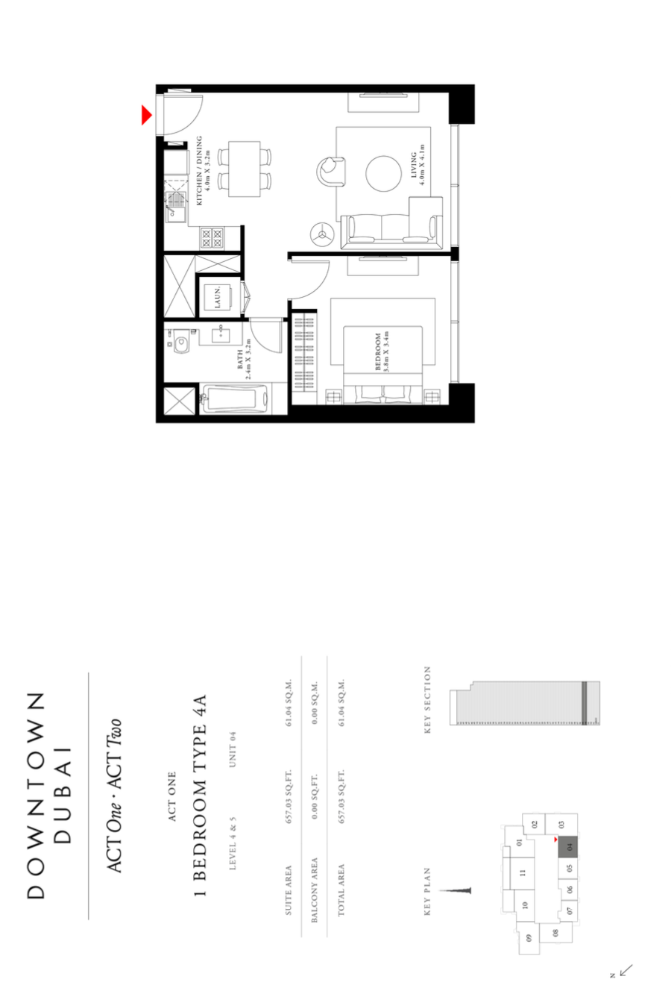 DOWNTOWN
DUBAI
ACT One · ACT Two
ACT ONE
1 BEDROOM TYPE 4A
LEVEL 4 & 5 UNIT 04
SUITE AREA 657.03 SQ.FT. 61.04 SQ.M.
BALCONY AREA 0.00 SQ.FT. 0.00 SQ.M.
TOTAL AREA 657.03 SQ.FT. 61.04 SQ.M.
KEY PLAN
KEY SECTION
KITCHEN / DINING
4.0m X 3.2m
LIVING
4.0m X 4.1m
LAUN.
BATH
2.4m X 3.2m
BEDROOM
3.8m X 3.4m
01
02
03
04
05
06
07
08
09
10
11
N